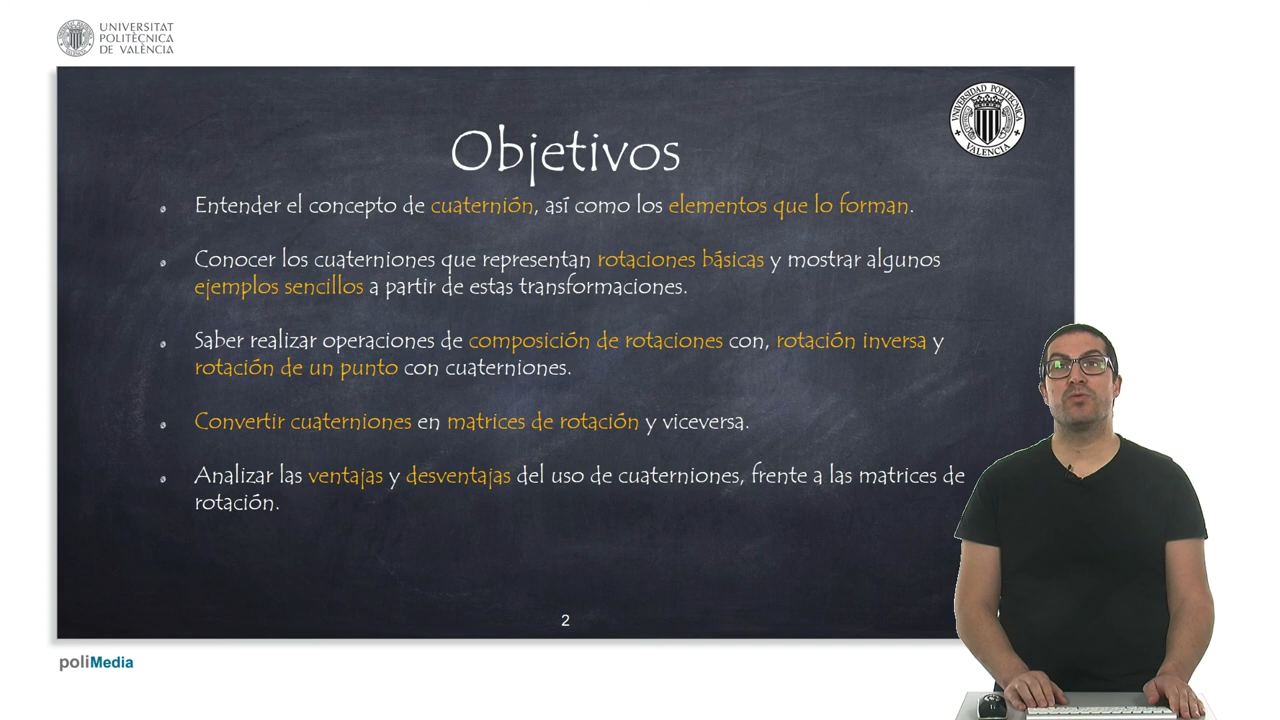 UNIVERSITAT
POLITÈCNICA
DE VALÈNCIA
UNIVERSIDAD POLITECNICA
VALENCIA
Objetivos
Entender el concepto de cuaternión, así como los elementos que lo forman.
Conocer los cuaterniones que representan rotaciones básicas y mostrar algunos
ejemplos sencillos a partir de estas transformaciones.
Saber realizar operaciones de composición de rotaciones con, rotación inversa y
rotación de un punto con cuaterniones.
Convertir cuaterniones en matrices de rotación y viceversa.
Analizar las ventajas y desventajas del uso de cuaterniones, frente a las matrices de
rotación.
2
poliMedia